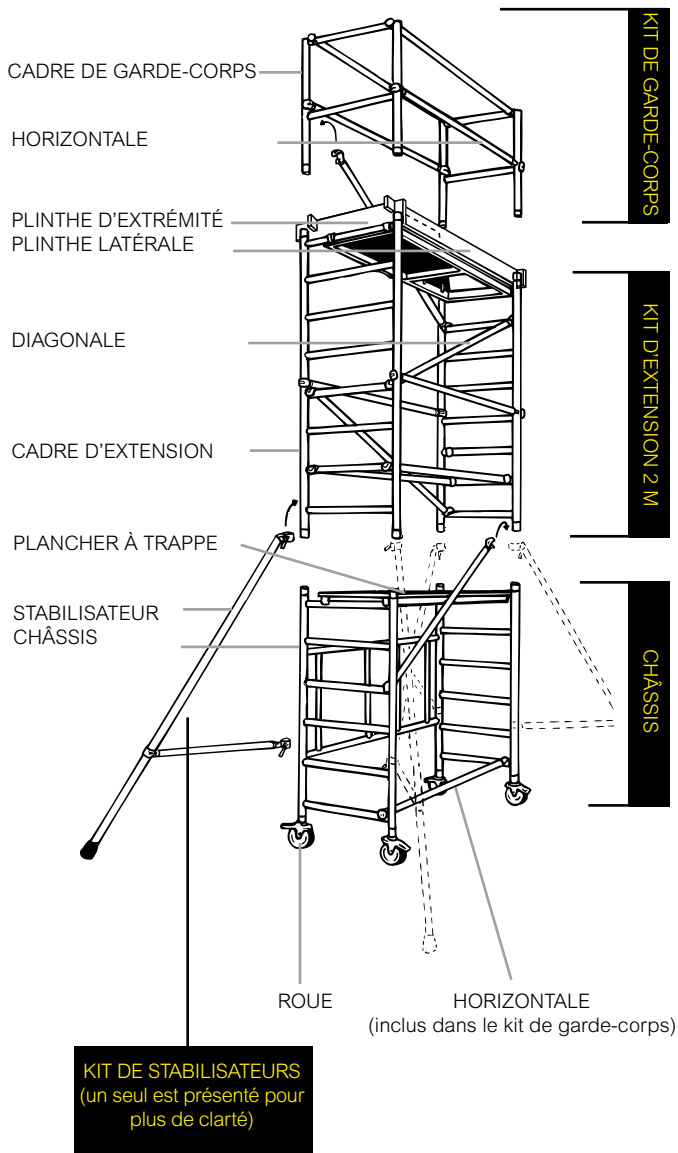 KIT DE GARDE-CORPS
CADRE DE GARDE-CORPS
HORIZONTALE
PLINTHE D'EXTRÉMITÉ
PLINTHE LATÉRALE
KIT D'EXTENSION 2 M
DIAGONALE
CADRE D'EXTENSION
PLANCHER À TRAPPE
STABILISATEUR
CHÂSSIS
CHÂSSIS
ROUE
HORIZONTALE
(inclus dans le kit de garde-corps)
KIT DE STABILISATEURS
(un seul est présenté pour
plus de clarté)